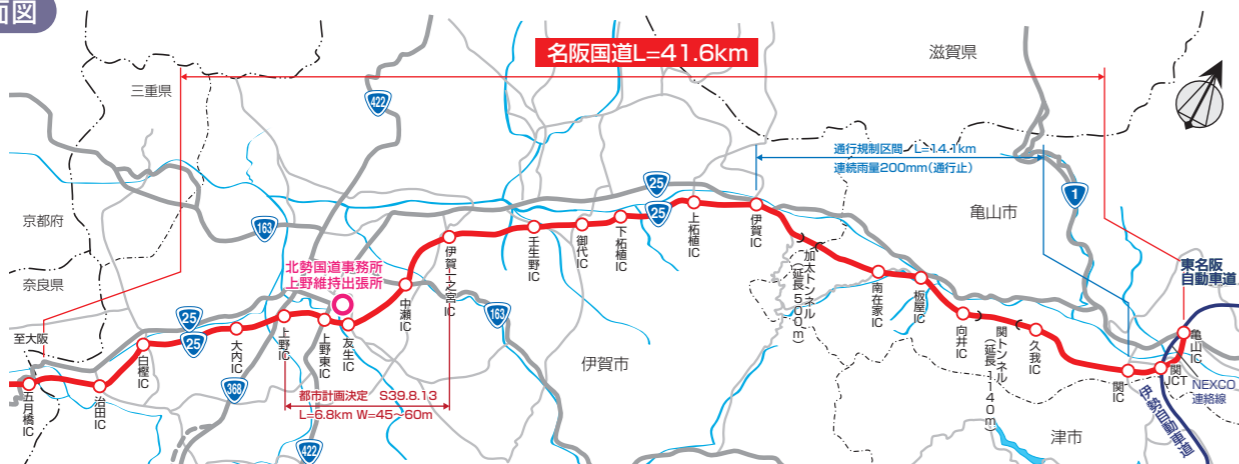 面図
名阪国道L=41.6km
滋賀県
三重県
422
通行規制区間 L=14.1km
連続雨量200mm(通行止)
25
25
1
京都府
163
亀山市
奈良県
北勢国道事務所
上野維持出張所
東名阪
自動車道
至大阪
25
25
163
368
422
五月橋IC
治田IC
白樫IC
大内IC
上野IC
上野東IC
友生IC
中瀬IC
伊賀一之宮IC
壬生野IC
御代IC
下柘植IC
上柘植IC
伊賀IC
加太トンネル
(延長500m)
南在家IC
板屋IC
向井IC
関トンネル
(延長1140m)
久我IC
関IC
関JCT
亀山IC
NEXCO
連絡線
伊勢自動車道
伊賀市
津市
都市計画決定 S39.8.13
L=6.8km W=45~60m